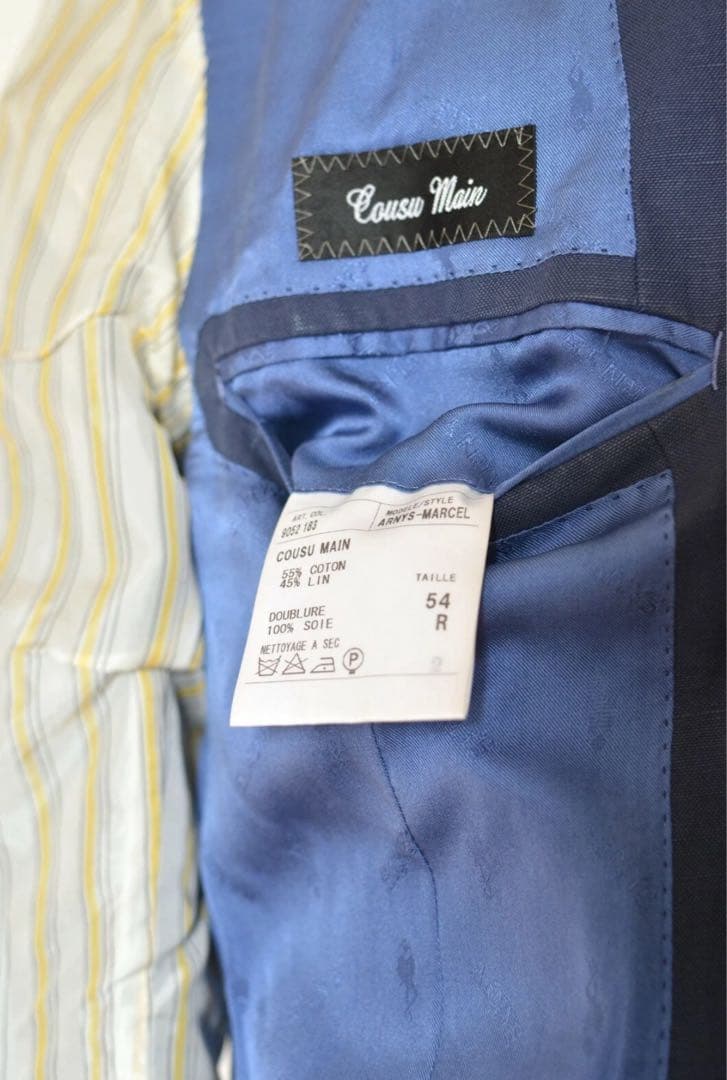 Cousu Main
ART. COL.
9052 183
MODELE/STYLE
ARNYS-MARCEL
COUSU MAIN
55% COTON
45% LIN
TAILLE
54
R
DOUBLURE
100% SOIE
NETTOYAGE A SEC
P
2